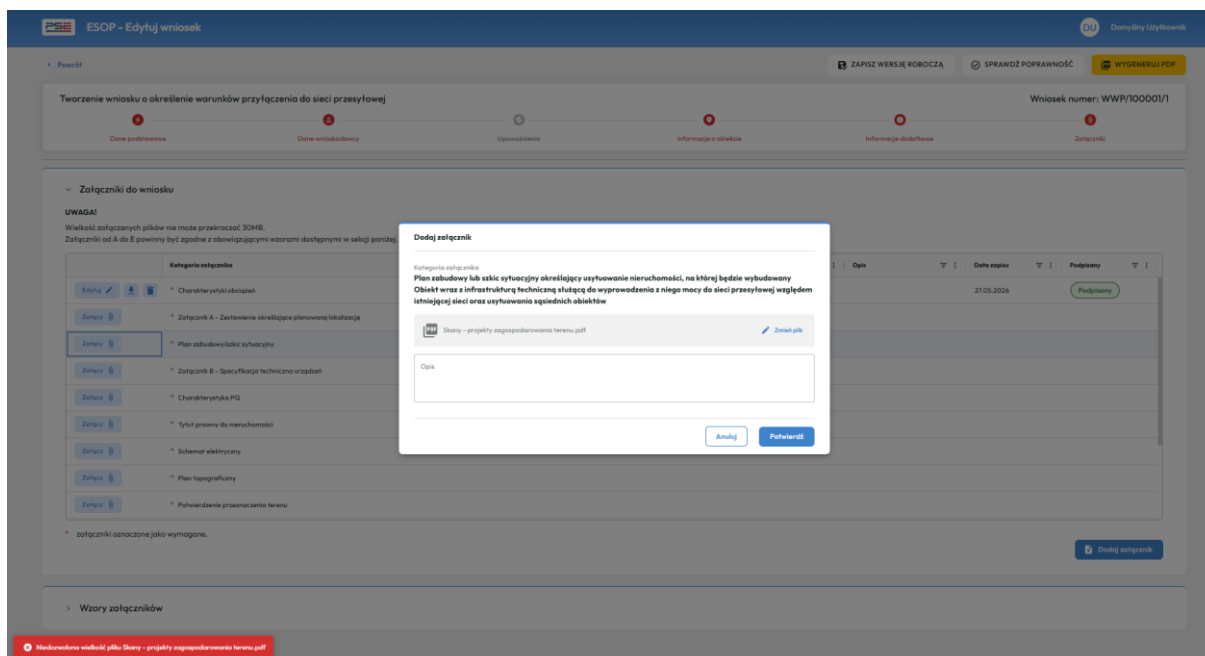 PSE ESOP - Edytuj wniosek DU Domyślny Użytkownik
Powrót ZAPISZ WERSJĘ ROBOCZĄ SPRAWDŹ POPRAWNOŚĆ WYGENERUJ PDF
Tworzenie wniosku o określenie warunków przyłączenia do sieci przesyłowej Wniosek numer: WWP/100001/1
Dane podstawowe Dane wnioskodawcy Upoważnienia Informacje o obiekcie Informacje dodatkowe Załączniki
Załączniki do wniosku
UWAGA!
Wielkość załączanych plików nie może przekraczać 30MB.
Załączniki od A do E powinny być zgodne z obowiązującymi wzorami dostępnymi w sekcji poniżej.
Kategoria załącznika Opis Data zapisu Podpisany
Edytuj * Charakterystyki obciążeń 27.05.2026 Podpisany
Załącz * Załącznik A - Zestawienie określające planowaną lokalizację
Załącz * Plan zabudowy/szkic sytuacyjny
Załącz * Załącznik B - Specyfikacja techniczna urządzeń
Załącz * Charakterystyka PQ
Załącz * Tytuł prawny do nieruchomości
Załącz * Schemat elektryczny
Załącz * Plan topograficzny
Załącz * Potwierdzenie przeznaczenia terenu
* załączniki oznaczone jako wymagane.
Dodaj załącznik
Wzory załączników
Dodaj załącznik
Kategoria załącznika
Plan zabudowy lub szkic sytuacyjny określający usytuowanie nieruchomości, na której będzie wybudowany
Obiekt wraz z infrastrukturą techniczną służącą do wyprowadzenia z niego mocy do sieci przesyłowej względem
istniejącej sieci oraz usytuowania sąsiednich obiektów
PDF Skany - projekty zagospodarowania terenu.pdf Zmień plik
Opis
Anuluj Potwierdź
Niedozwolona wielkość pliku Skany - projekty zagospodarowania terenu.pdf